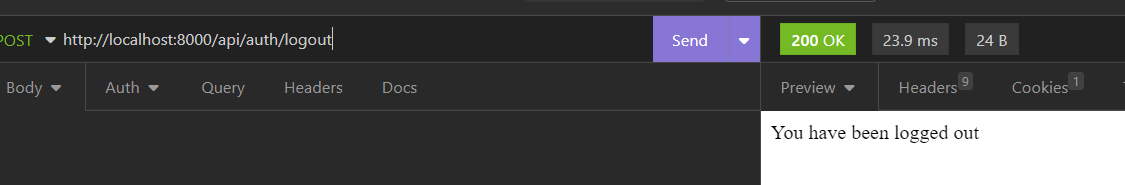 POST http://localhost:8000/api/auth/logout Send 200 OK 23.9 ms 24 B
Body Auth Query Headers Docs Preview Headers 9 Cookies 1
You have been logged out